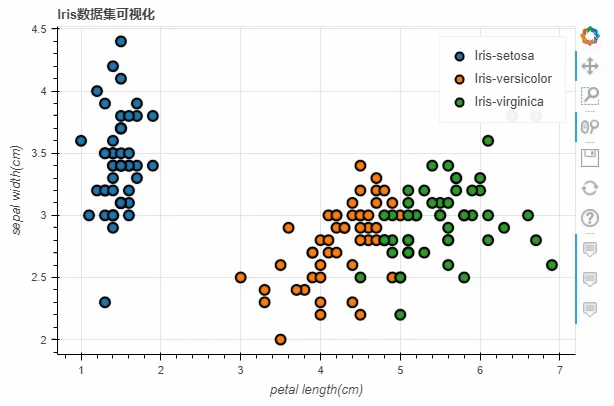 Iris数据集可视化
4.5
4
3.5
3
2.5
2
sepal width(cm)
Iris-setosa
Iris-versicolor
Iris-virginica
1
2
3
4
5
6
7
petal length(cm)